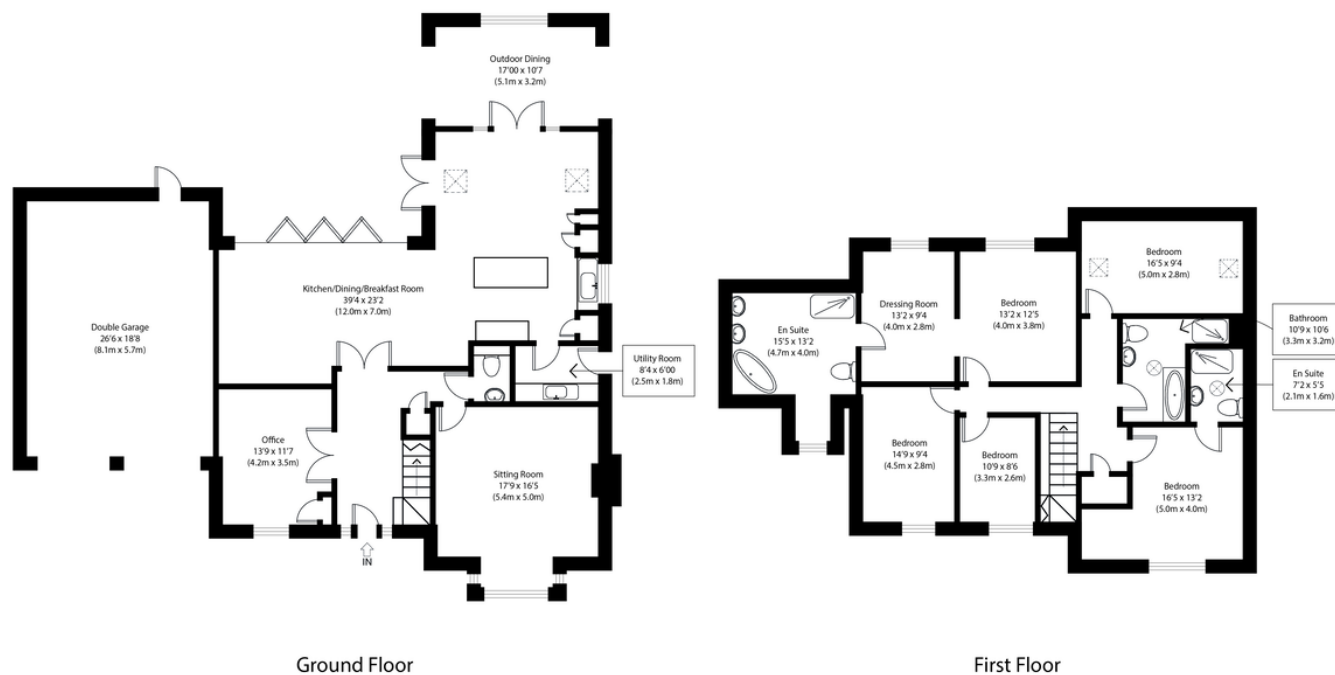 Outdoor Dining
17'00 x 10'7
(5.1m x 3.2m)
Kitchen/Dining/Breakfast Room
39'4 x 23'2
(12.0m x 7.0m)
Double Garage
26'6 x 18'8
(8.1m x 5.7m)
Utility Room
8'4 x 6'00
(2.5m x 1.8m)
Office
13'9 x 11'7
(4.2m x 3.5m)
Sitting Room
17'9 x 16'5
(5.4m x 5.0m)
IN
Ground Floor
Bedroom
16'5 x 9'4
(5.0m x 2.8m)
Dressing Room
13'2 x 9'4
(4.0m x 2.8m)
Bedroom
13'2 x 12'5
(4.0m x 3.8m)
En Suite
15'5 x 13'2
(4.7m x 4.0m)
Bathroom
10'9 x 10'6
(3.3m x 3.2m)
En Suite
7'2 x 5'5
(2.1m x 1.6m)
Bedroom
14'9 x 9'4
(4.5m x 2.8m)
Bedroom
10'9 x 8'6
(3.3m x 2.6m)
Bedroom
16'5 x 13'2
(5.0m x 4.0m)
First Floor